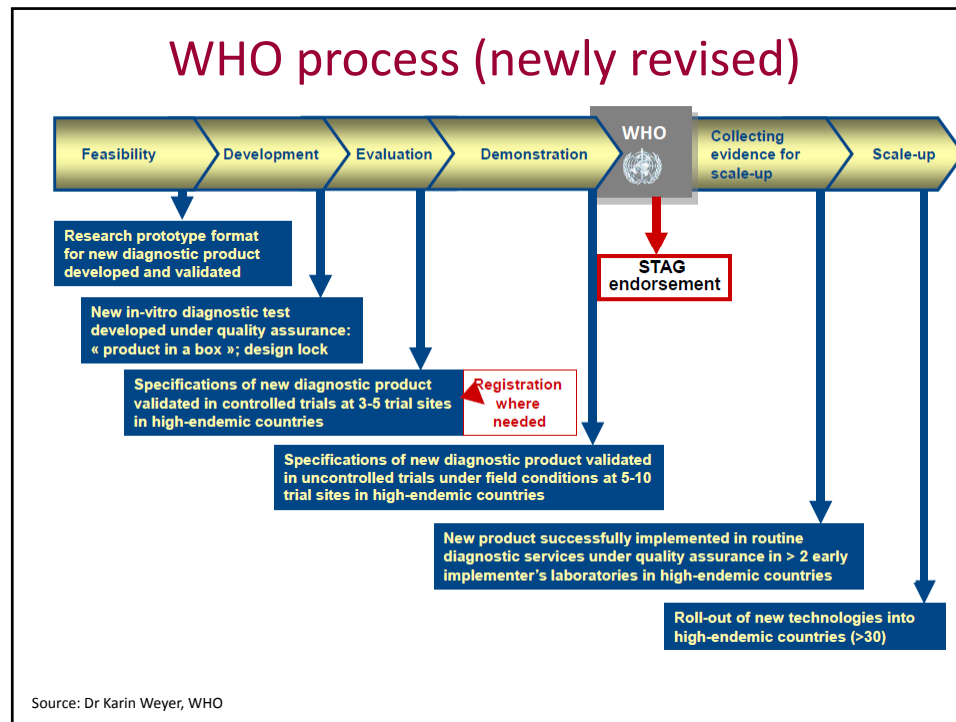 WHO process (newly revised)
Feasibility
Development
Evaluation
Demonstration
WHO
Collecting
evidence for
scale-up
Scale-up
Research prototype format
for new diagnostic product
developed and validated
STAG
endorsement
New in-vitro diagnostic test
developed under quality assurance:
« product in a box »; design lock
Specifications of new diagnostic product
validated in controlled trials at 3-5 trial sites
in high-endemic countries
Registration
where
needed
Specifications of new diagnostic product validated
in uncontrolled trials under field conditions at 5-10
trial sites in high-endemic countries
New product successfully implemented in routine
diagnostic services under quality assurance in > 2 early
implementer’s laboratories in high-endemic countries
Roll-out of new technologies into
high-endemic countries (>30)
Source: Dr Karin Weyer, WHO